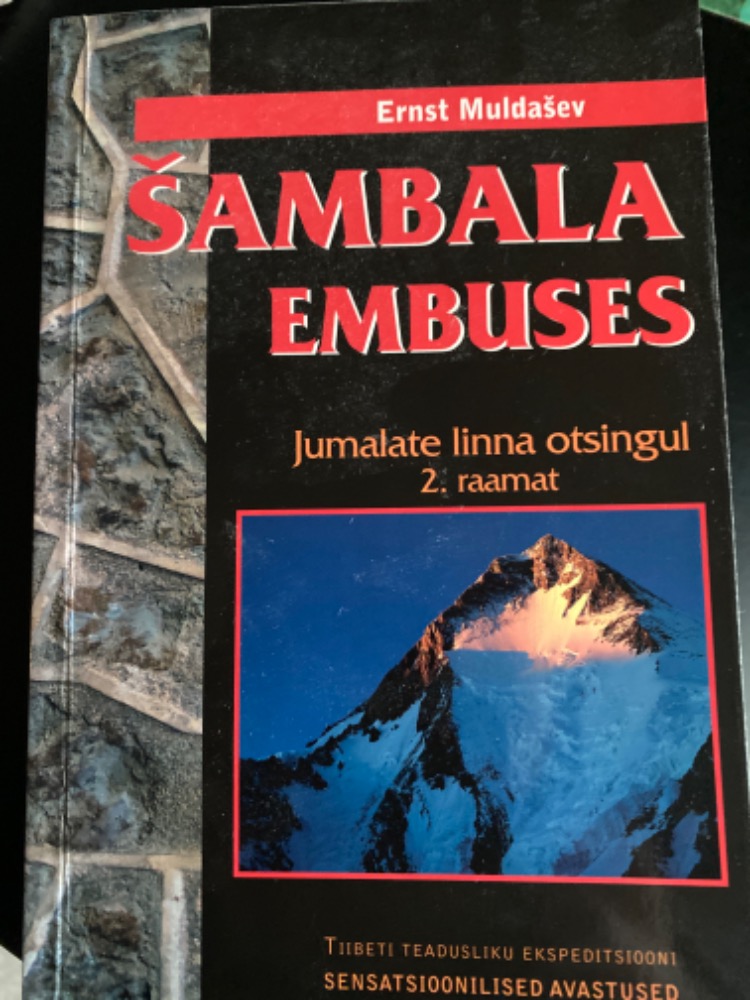 Ernst Muldašev
ŠAMBALA
EMBUSES
Jumalate linna otsingul
2. raamat
TIIBETI TEADUSLIKU EKSPEDITSIOONI
SENSATSIOONILISED AVASTUSED